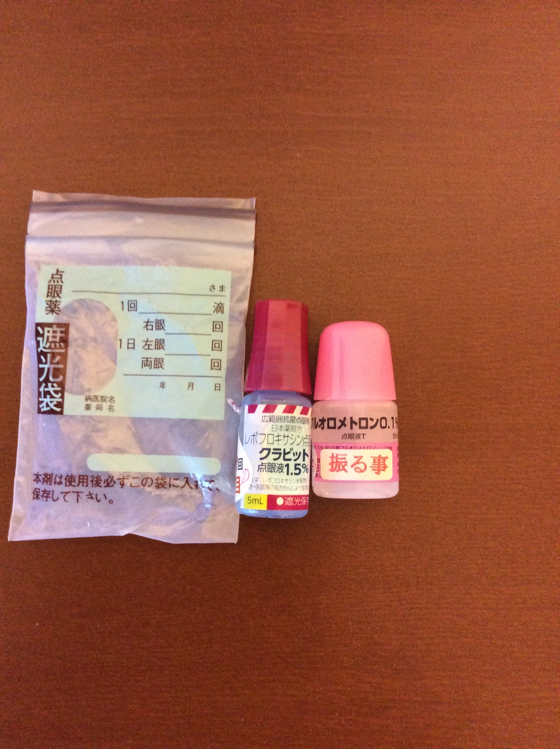 点眼薬
遮光袋
さま
1回 滴
右眼 回
1日 左眼 回
両眼 回
年 月 日
病医院名
薬局名
本剤は使用後必ずこの袋に入れて、
保存して下さい。
広範囲抗菌点眼剤
日本薬局方
レボフロキサシン点
クラビット
点眼液1.5%
5mL
遮光保存
ルオロメトロン0.1
点眼液T
振る事